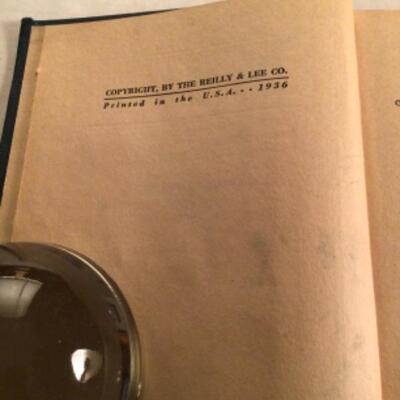 COPYRIGHT, BY THE REILLY & LEE CO.
Printed in the U.S.A. - - 1936